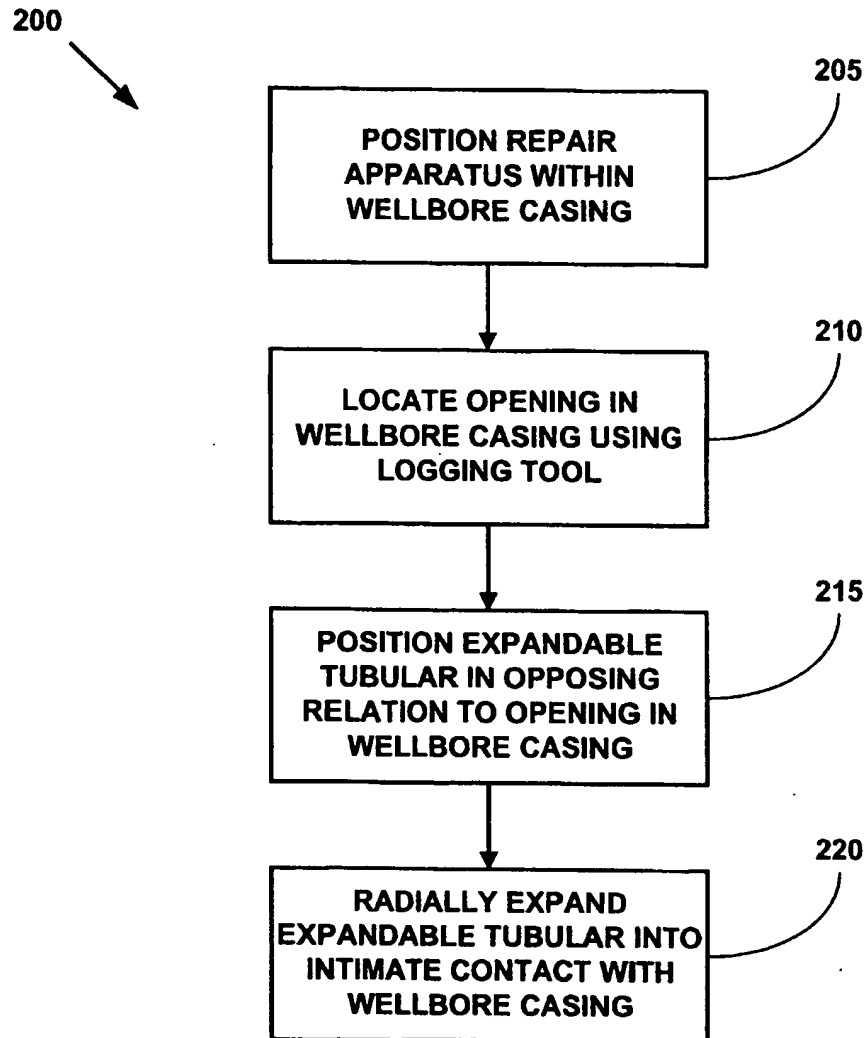 200
205
POSITION REPAIR
APPARATUS WITHIN
WELLBORE CASING
210
LOCATE OPENING IN
WELLBORE CASING USING
LOGGING TOOL
215
POSITION EXPANDABLE
TUBULAR IN OPPOSING
RELATION TO OPENING IN
WELLBORE CASING
220
RADIALLY EXPAND
EXPANDABLE TUBULAR INTO
INTIMATE CONTACT WITH
WELLBORE CASING